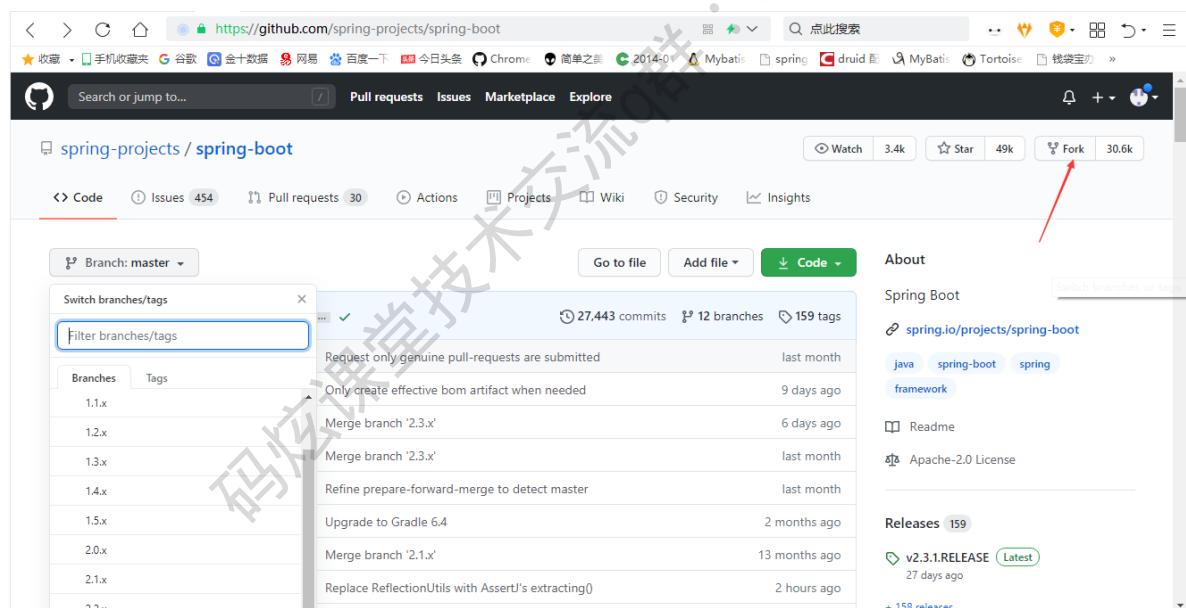 https://github.com/spring-projects/spring-boot
点此搜索
收藏 手机收藏夹 谷歌 金十数据 网易 百度一下 今日头条 Chrome 简单之美 2014-0 Mybatis spring druid 配 MyBatis Tortoise 钱袋宝办 »
Search or jump to... /
Pull requests Issues Marketplace Explore
spring-projects / spring-boot
Watch 3.4k Star 49k Fork 30.6k
Code Issues 454 Pull requests 30 Actions Projects Wiki Security Insights
Branch: master Go to file Add file Code
Switch branches/tags
Filter branches/tags
Branches Tags
1.1.x
1.2.x
1.3.x
1.4.x
1.5.x
2.0.x
2.1.x
... 27,443 commits 12 branches 159 tags
Request only genuine pull-requests are submitted last month
Only create effective bom artifact when needed 9 days ago
Merge branch '2.3.x' 6 days ago
Merge branch '2.3.x' last month
Refine prepare-forward-merge to detect master last month
Upgrade to Gradle 6.4 2 months ago
Merge branch '2.1.x' 13 months ago
Replace ReflectionUtils with AssertJ's extracting() 2 hours ago
About
Spring Boot
Switch branches or tags
spring.io/projects/spring-boot
java spring-boot spring
framework
Readme
Apache-2.0 License
Releases 159
v2.3.1.RELEASE Latest
27 days ago
+ 158 releases
码炫课堂技术交流q群：